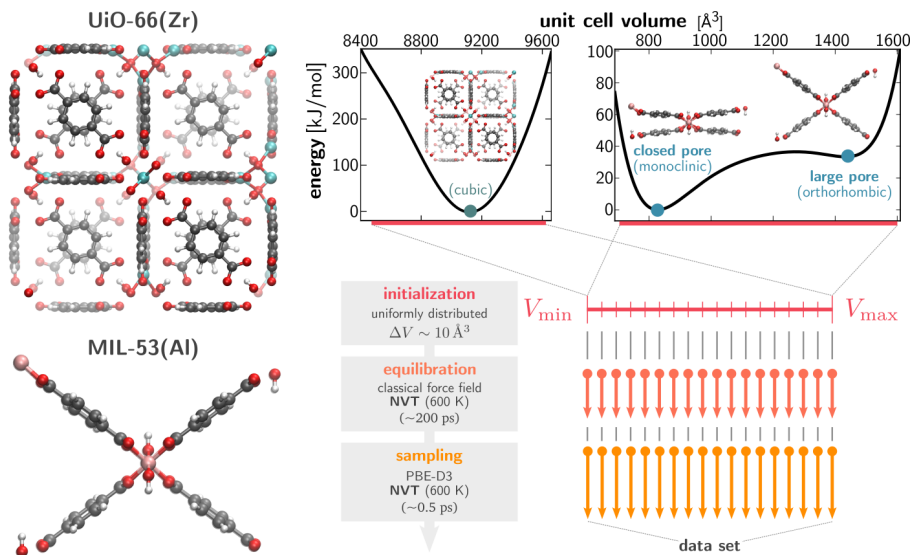 UiO-66(Zr)
MIL-53(Al)
unit cell volume [Å³]
8400 8800 9200 9600
300
200
100
0
energy [kJ/mol]
(cubic)
800 1000 1200 1400 1600
100
80
60
40
20
0
closed pore
(monoclinic)
large pore
(orthorhombic)
initialization
uniformly distributed
ΔV ∼ 10 Å³
equilibration
classical force field
NVT (600 K)
(~200 ps)
sampling
PBE-D3
NVT (600 K)
(~0.5 ps)
Vmin
Vmax
data set